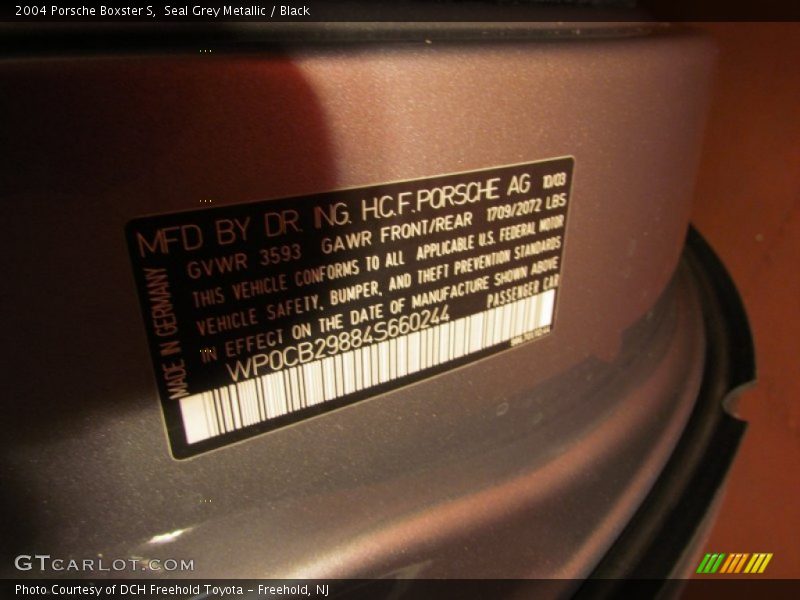 2004 Porsche Boxster S,  Seal Grey Metallic / Black
MFD BY DR. ING. H.C.F. PORSCHE AG 10/03
GVWR 3593 GAWR FRONT/REAR 1709/2072 LBS
THIS VEHICLE CONFORMS TO ALL APPLICABLE U.S. FEDERAL MOTOR
VEHICLE SAFETY, BUMPER, AND THEFT PREVENTION STANDARDS
IN EFFECT ON THE DATE OF MANUFACTURE SHOWN ABOVE
WP0CB29884S660244 PASSENGER CAR
MADE IN GERMANY
GTCARLOT.COM
Photo Courtesy of DCH Freehold Toyota - Freehold, NJ